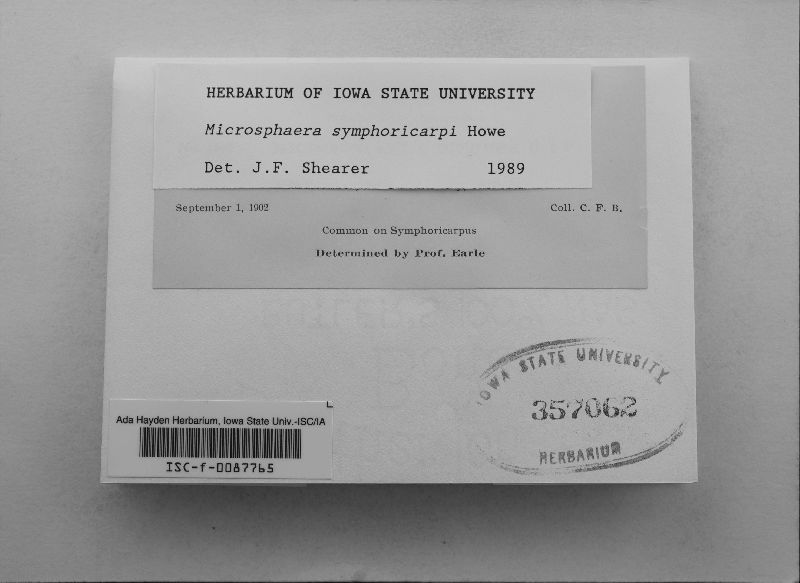 HERBARIUM OF IOWA STATE UNIVERSITY
Microsphaera symphoricarpi Howe
Det. J.F. Shearer 1989
September 1, 1902 Coll. C. F. B.
Common on Symphoricarpus
Determined by Prof. Earle
IOWA STATE UNIVERSITY
357062
HERBARIUM
Ada Hayden Herbarium, Iowa State Univ.-ISC/IA
ISC-f-0087765